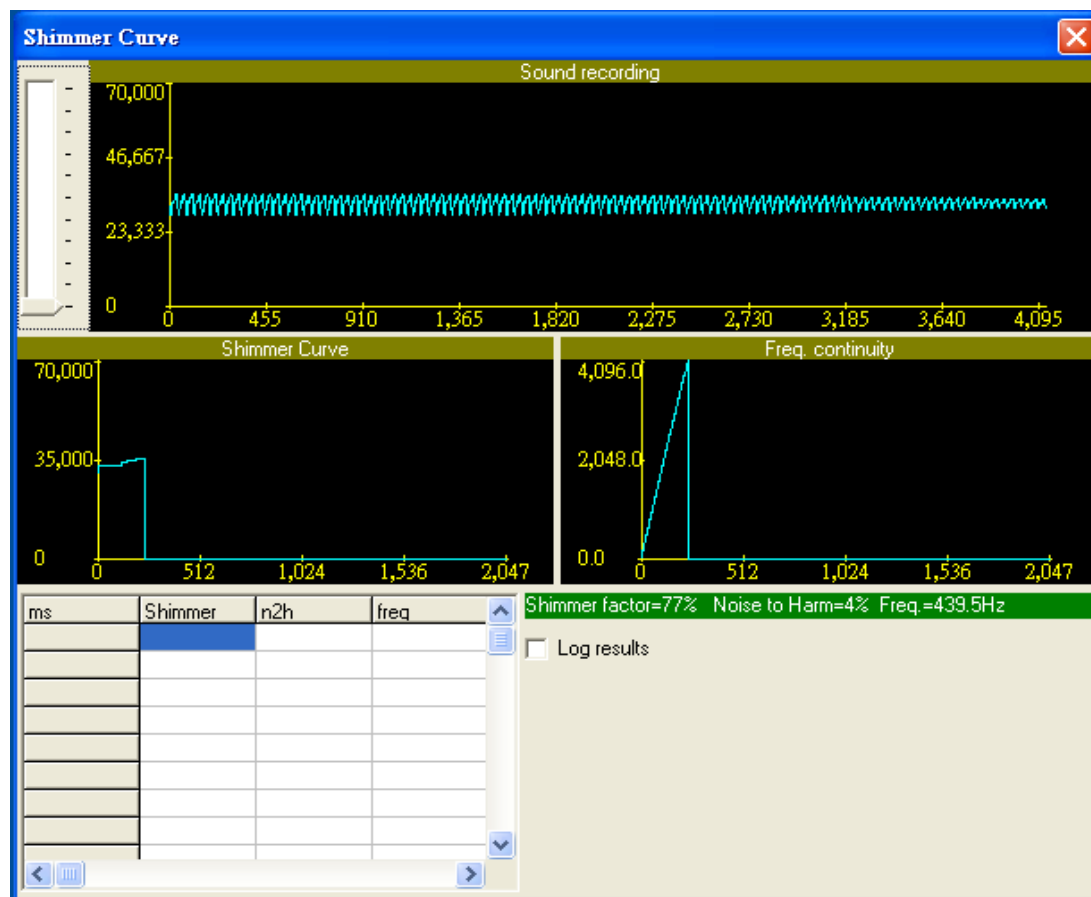 Shimmer Curve
Sound recording
70,000
46,667
23,333
0
0 455 910 1,365 1,820 2,275 2,730 3,185 3,640 4,095
Shimmer Curve
70,000
35,000
0
0 512 1,024 1,536 2,047
Freq. continuity
4,096.0
2,048.0
0.0
0 512 1,024 1,536 2,047
ms Shimmer n2h freq
Shimmer factor=77% Noise to Harm=4% Freq.=439.5Hz
Log results